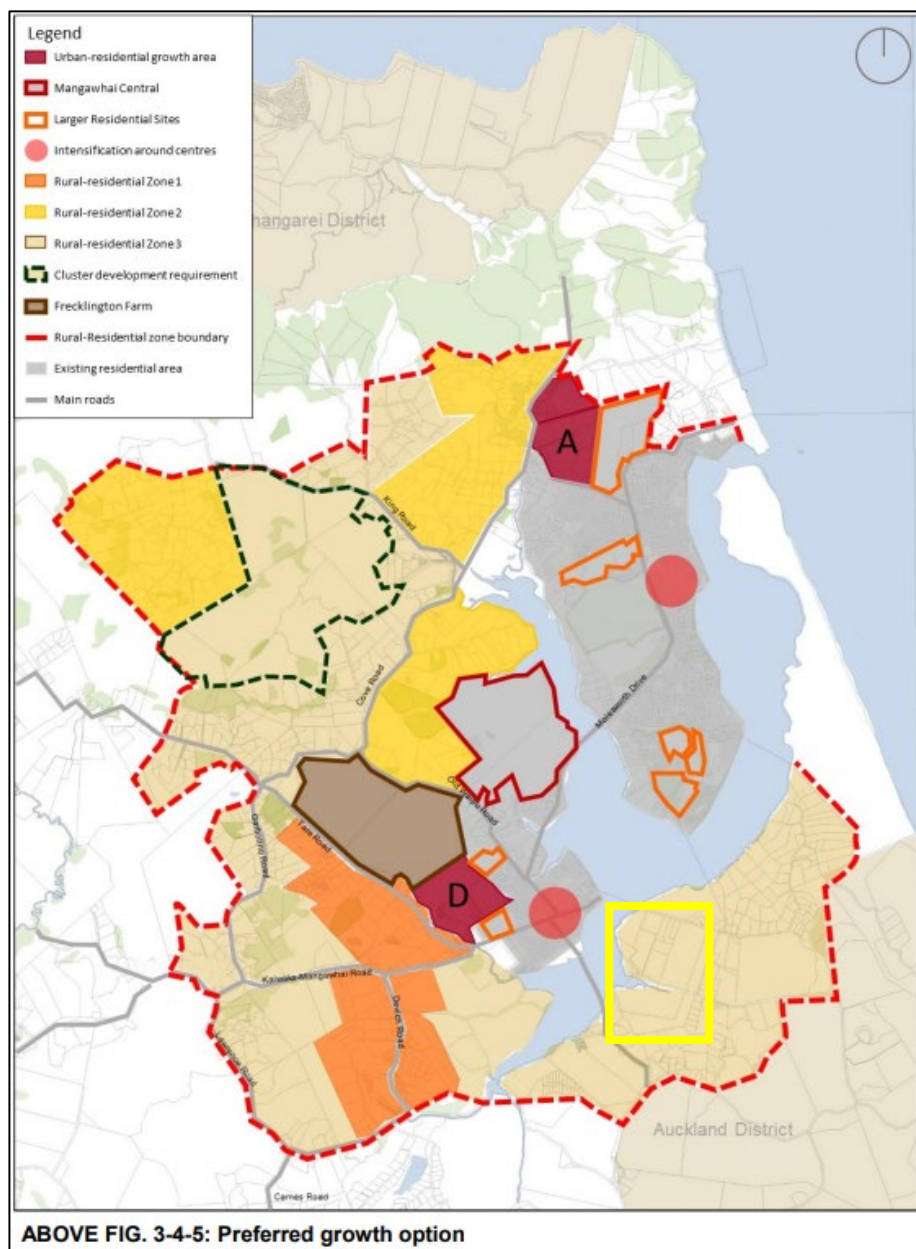 Legend
Urban-residential growth area
Mangawhai Central
Larger Residential Sites
Intensification around centres
Rural-residential Zone 1
Rural-residential Zone 2
Rural-residential Zone 3
Cluster development requirement
Frecklington Farm
Rural-Residential zone boundary
Existing residential area
Main roads
hangarei District
A
King Road
Cove Road
Molesworth Drive
Tara Road
D
Kaiwaka-Mangawhai Road
Devich Road
Auckland District
Carnes Road
ABOVE FIG. 3-4-5: Preferred growth option